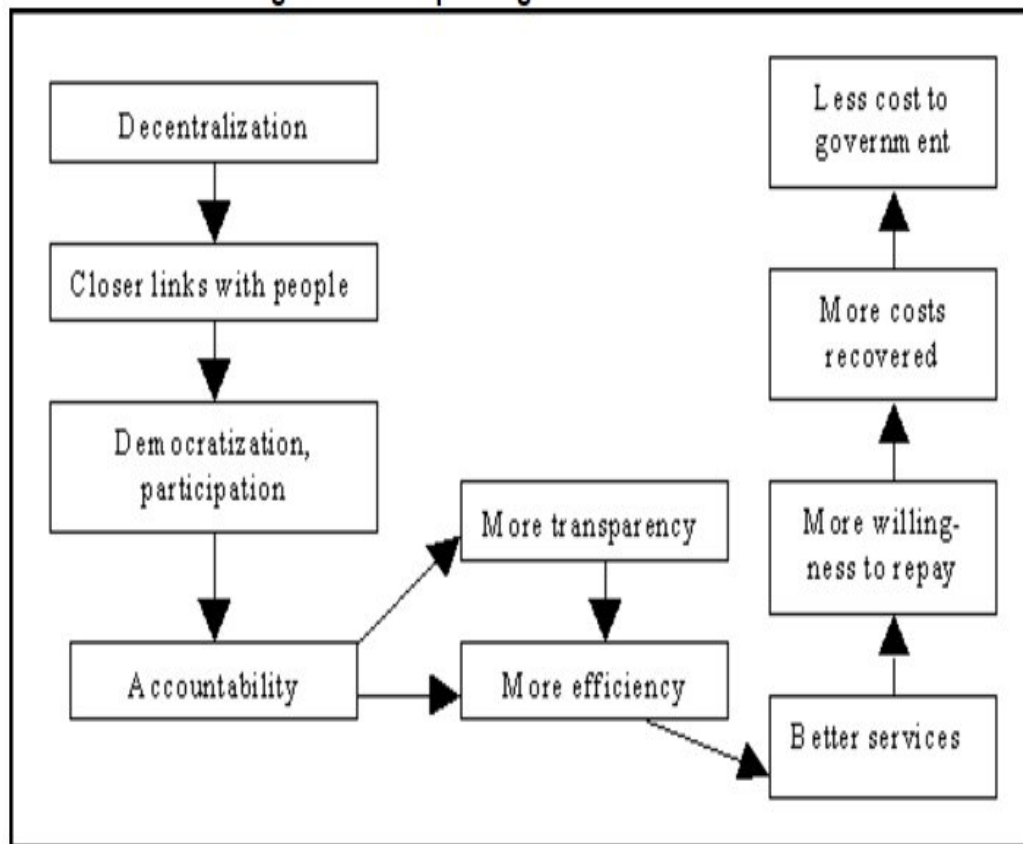 Decentralization
Closer links with people
Democratization,
participation
Accountability
More transparency
More efficiency
Better services
More willing-
ness to repay
More costs
recovered
Less cost to
government